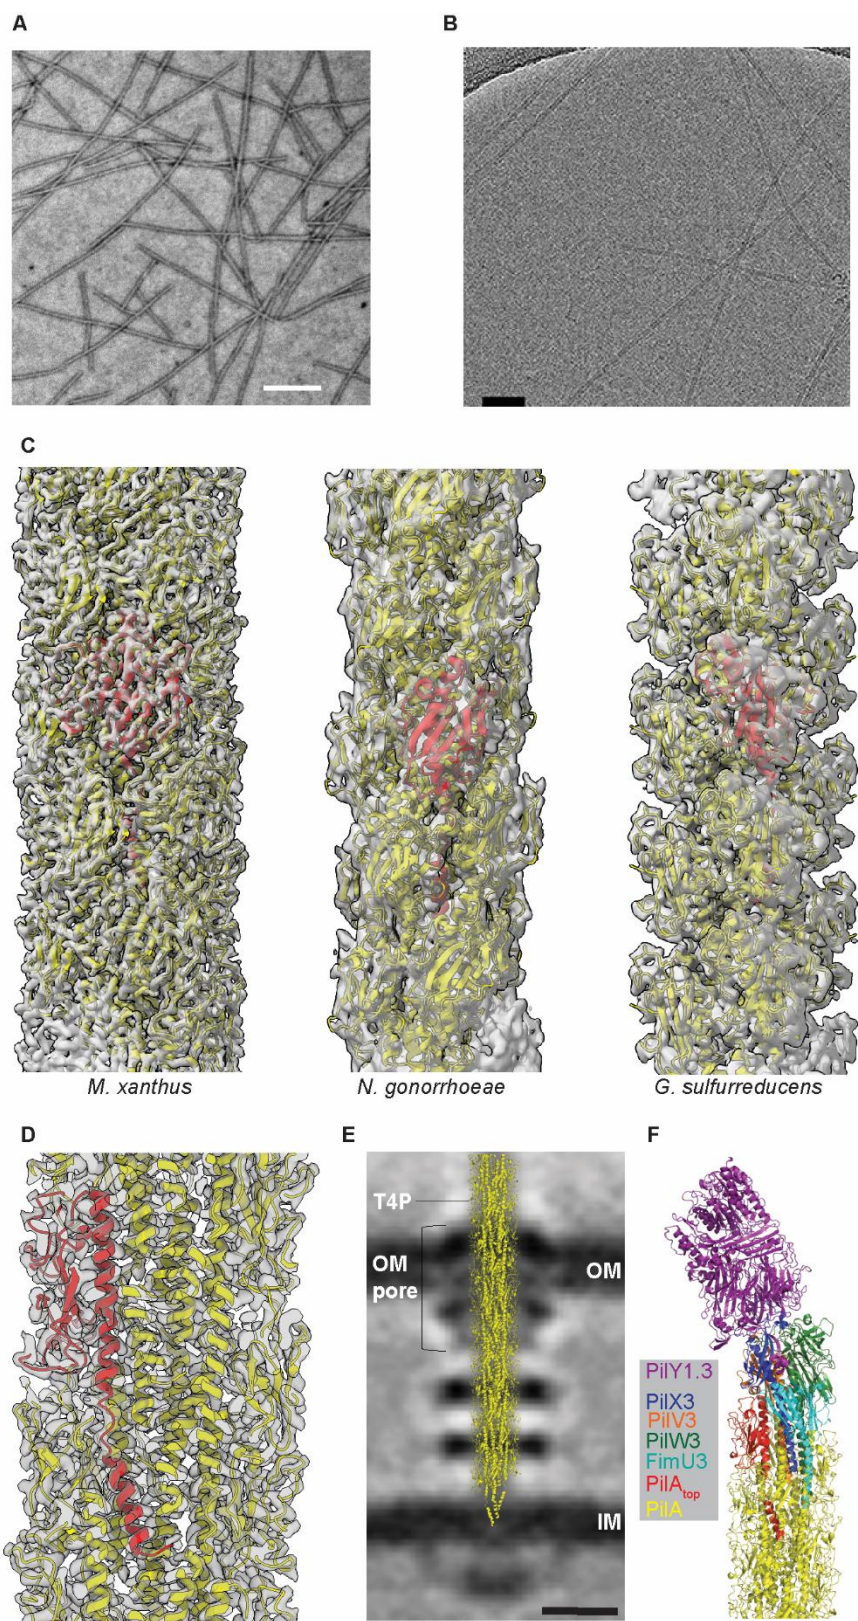 A
B
C
M. xanthus
N. gonorrhoeae
G. sulfurreducens
D
E
F
T4P
OM
pore
OM
IM
PilY1.3
PilX3
PilV3
PilW3
FimU3
PilAtop
PilA